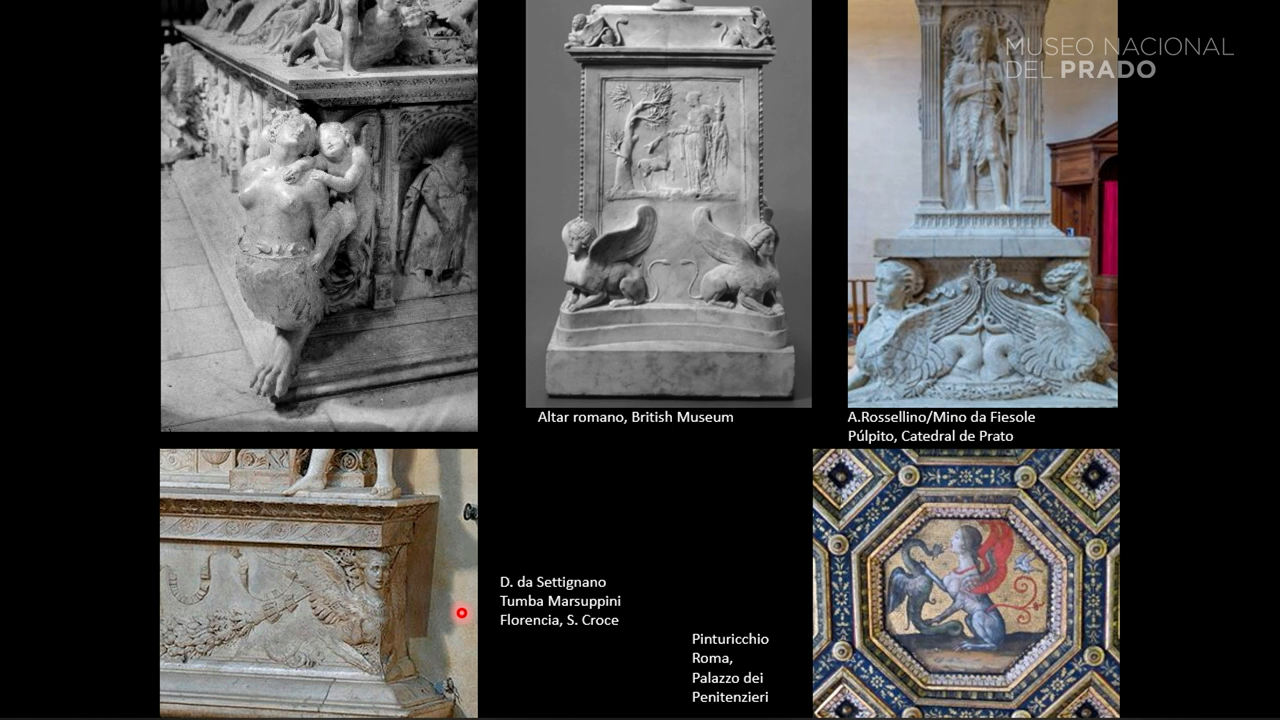 MUSEO NACIONAL
DEL PRADO
Altar romano, British Museum
A.Rossellino/Mino da Fiesole
Púlpito, Catedral de Prato
D. da Settignano
Tumba Marsuppini
Florencia, S. Croce
Pinturicchio
Roma,
Palazzo dei
Penitenzieri